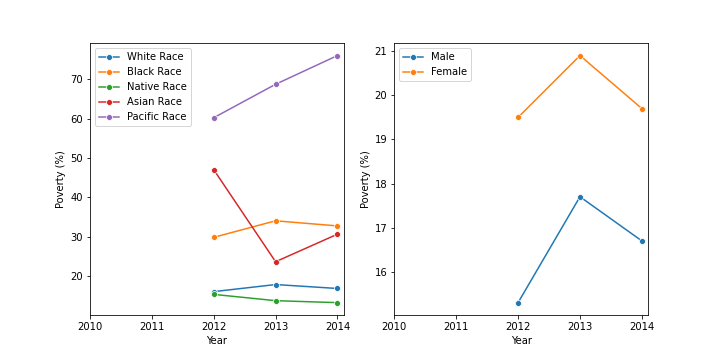 White Race
Black Race
Native Race
Asian Race
Pacific Race
70
60
50
40
30
20
Poverty (%)
2010 2011 2012 2013 2014
Year
Male
Female
21
20
19
18
17
16
Poverty (%)
2010 2011 2012 2013 2014
Year